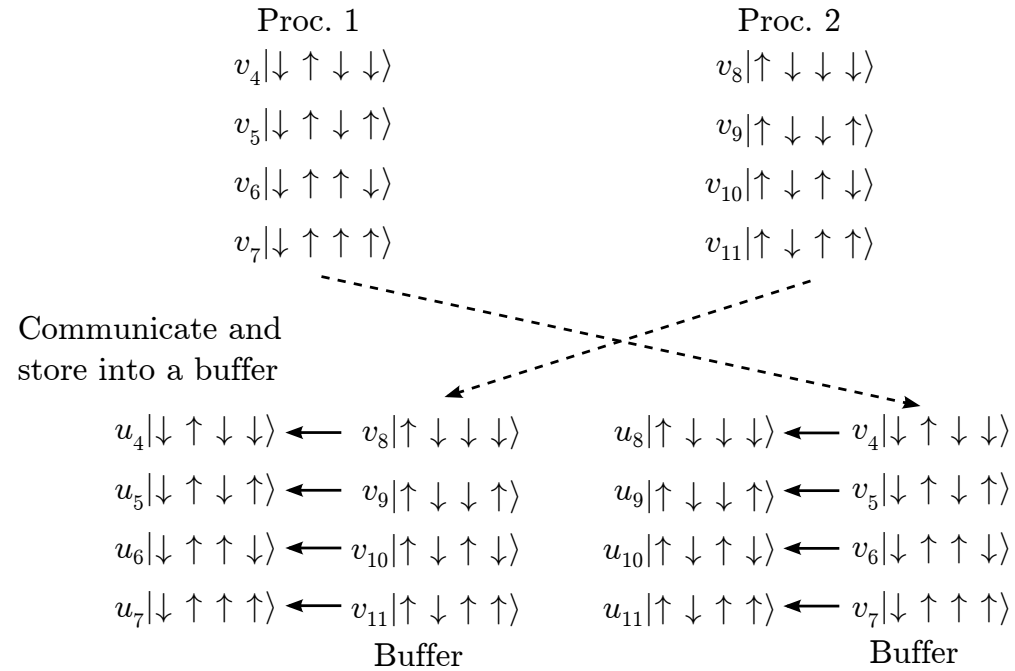 Proc. 1 Proc. 2
v₄|↓ ↑ ↓ ↓⟩ v₈|↑ ↓ ↓ ↓⟩
v₅|↓ ↑ ↓ ↑⟩ v₉|↑ ↓ ↓ ↑⟩
v₆|↓ ↑ ↑ ↓⟩ v₁₀|↑ ↓ ↑ ↓⟩
v₇|↓ ↑ ↑ ↑⟩ v₁₁|↑ ↓ ↑ ↑⟩
Communicate and
store into a buffer
u₄|↓ ↑ ↓ ↓⟩ ← v₈|↑ ↓ ↓ ↓⟩ u₈|↑ ↓ ↓ ↓⟩ ← v₄|↓ ↑ ↓ ↓⟩
u₅|↓ ↑ ↓ ↑⟩ ← v₉|↑ ↓ ↓ ↑⟩ u₉|↑ ↓ ↓ ↑⟩ ← v₅|↓ ↑ ↓ ↑⟩
u₆|↓ ↑ ↑ ↓⟩ ← v₁₀|↑ ↓ ↑ ↓⟩ u₁₀|↑ ↓ ↑ ↓⟩ ← v₆|↓ ↑ ↑ ↓⟩
u₇|↓ ↑ ↑ ↑⟩ ← v₁₁|↑ ↓ ↑ ↑⟩ u₁₁|↑ ↓ ↑ ↑⟩ ← v₇|↓ ↑ ↑ ↑⟩
Buffer Buffer